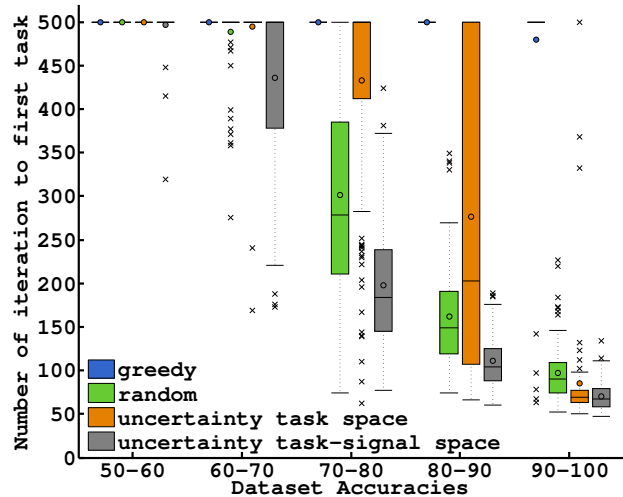 Number of iteration to first task
500
450
400
350
300
250
200
150
100
50
0
greedy
random
uncertainty task space
uncertainty task-signal space
50-60 60-70 70-80 80-90 90-100
Dataset Accuracies